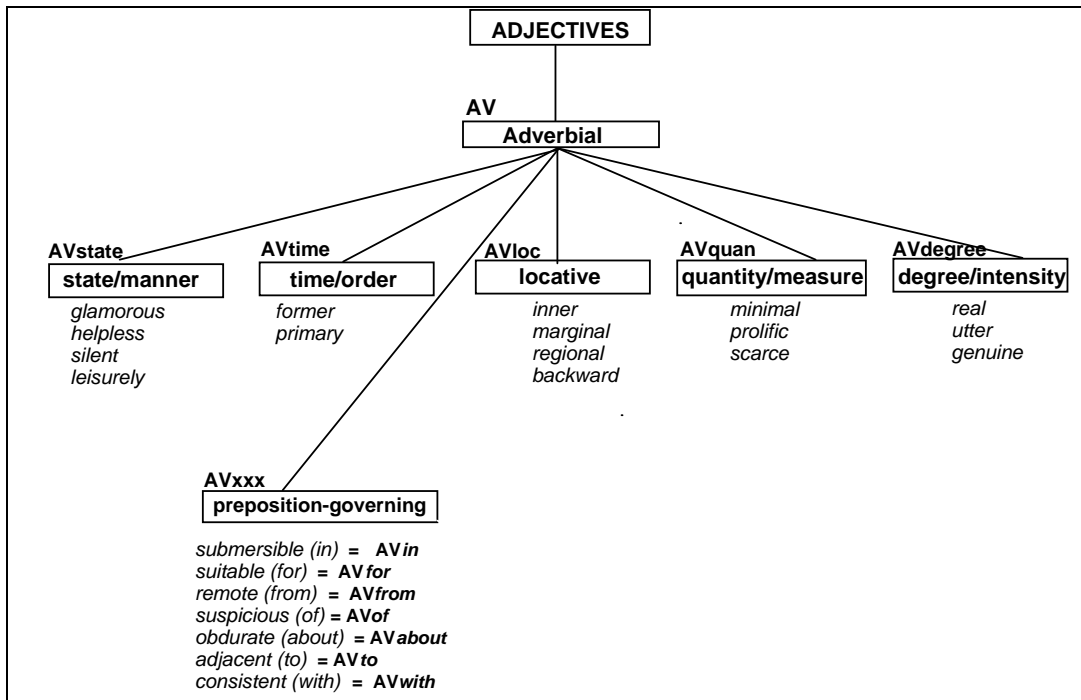 ADJECTIVES
AV
Adverbial
AVstate
state/manner
glamorous
helpless
silent
leisurely
AVtime
time/order
former
primary
AVloc
locative
inner
marginal
regional
backward
AVquan
quantity/measure
minimal
prolific
scarce
AVdegree
degree/intensity
real
utter
genuine
AVxxx
preposition-governing
submersible (in) = AVin
suitable (for) = AVfor
remote (from) = AVfrom
suspicious (of) = AVof
obdurate (about) = AVabout
adjacent (to) = AVto
consistent (with) = AVwith